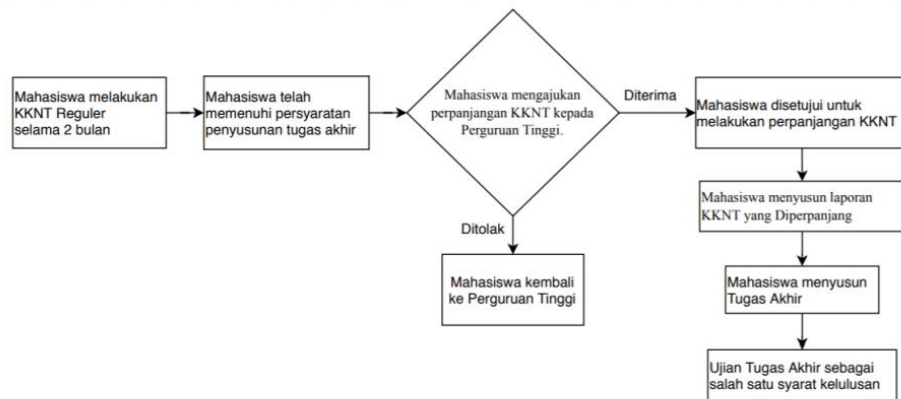 Mahasiswa melakukan
KKNT Reguler
selama 2 bulan
Mahasiswa telah
memenuhi persyaratan
penyusunan tugas akhir
Mahasiswa mengajukan
perpanjangan KKNT kepada
Perguruan Tinggi.
Diterima
Mahasiswa disetujui untuk
melakukan perpanjangan KKNT
Mahasiswa menyusun laporan
KKNT yang Diperpanjang
Ditolak
Mahasiswa kembali
ke Perguruan Tinggi
Mahasiswa menyusun
Tugas Akhir
Ujian Tugas Akhir sebagai
salah satu syarat kelulusan